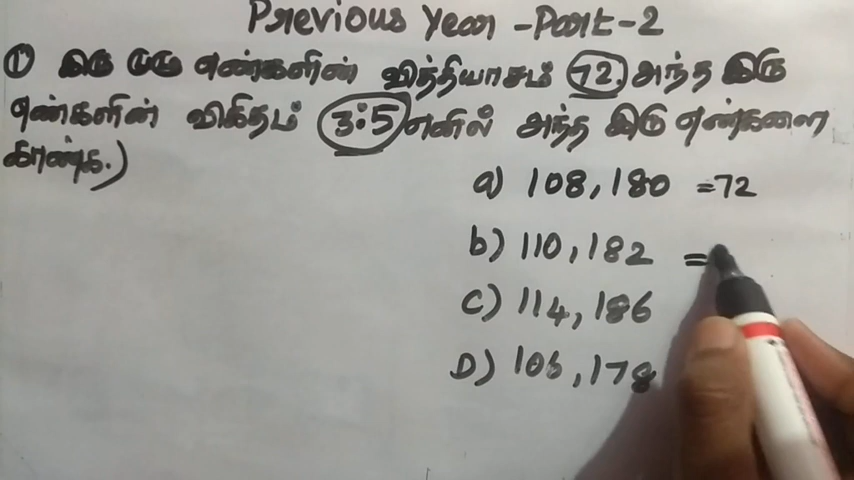 Previous Year - Part - 2
① இரு முழு எண்களின் வித்தியாசம் 72. அந்த இரு
எண்களின் விகிதம் 3:5 எனில் அந்த இரு எண்களை
காண்க.)
a) 108, 180 = 72
b) 110, 182 =
c) 114, 186
D) 106, 178